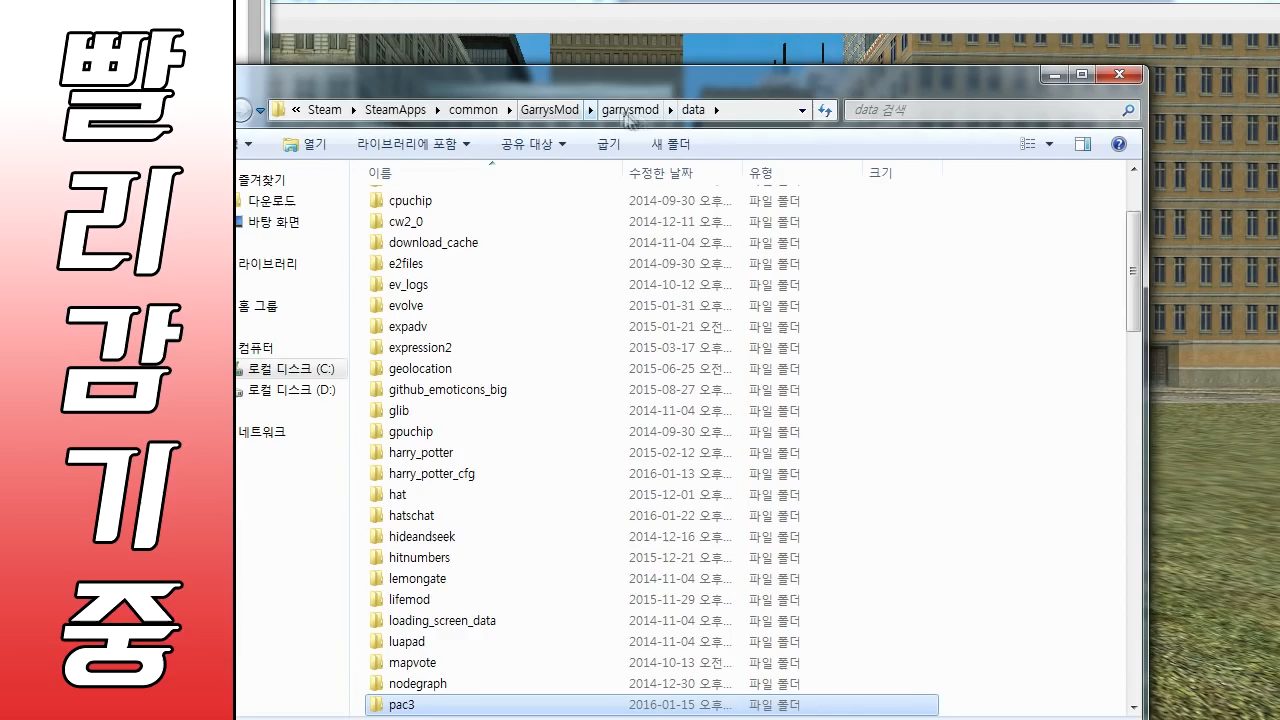 빨
리
감
기
중
« Steam ▸ SteamApps ▸ common ▸ GarrysMod ▸ garrysmod ▸ data ▸
data 검색
열기 라이브러리에 포함 공유 대상 굽기 새 폴더
즐겨찾기
다운로드
바탕 화면
라이브러리
홈 그룹
컴퓨터
로컬 디스크 (C:)
로컬 디스크 (D:)
네트워크
이름 수정한 날짜 유형 크기
cpuchip 2014-09-30 오후... 파일 폴더
cw2_0 2014-12-11 오후... 파일 폴더
download_cache 2014-11-04 오후... 파일 폴더
e2files 2014-09-30 오후... 파일 폴더
ev_logs 2014-10-12 오후... 파일 폴더
evolve 2015-01-31 오후... 파일 폴더
expadv 2015-01-21 오전... 파일 폴더
expression2 2015-03-17 오후... 파일 폴더
geolocation 2015-06-25 오전... 파일 폴더
github_emoticons_big 2015-08-27 오후... 파일 폴더
glib 2014-11-04 오후... 파일 폴더
gpuchip 2014-09-30 오후... 파일 폴더
harry_potter 2015-02-12 오후... 파일 폴더
harry_potter_cfg 2016-01-13 오후... 파일 폴더
hat 2015-12-01 오후... 파일 폴더
hatschat 2016-01-22 오후... 파일 폴더
hideandseek 2014-12-16 오후... 파일 폴더
hitnumbers 2015-12-21 오후... 파일 폴더
lemongate 2014-11-04 오후... 파일 폴더
lifemod 2015-11-29 오후... 파일 폴더
loading_screen_data 2014-11-04 오후... 파일 폴더
luapad 2014-11-04 오후... 파일 폴더
mapvote 2014-10-13 오전... 파일 폴더
nodegraph 2014-12-30 오후... 파일 폴더
pac3 2016-01-15 오후... 파일 폴더